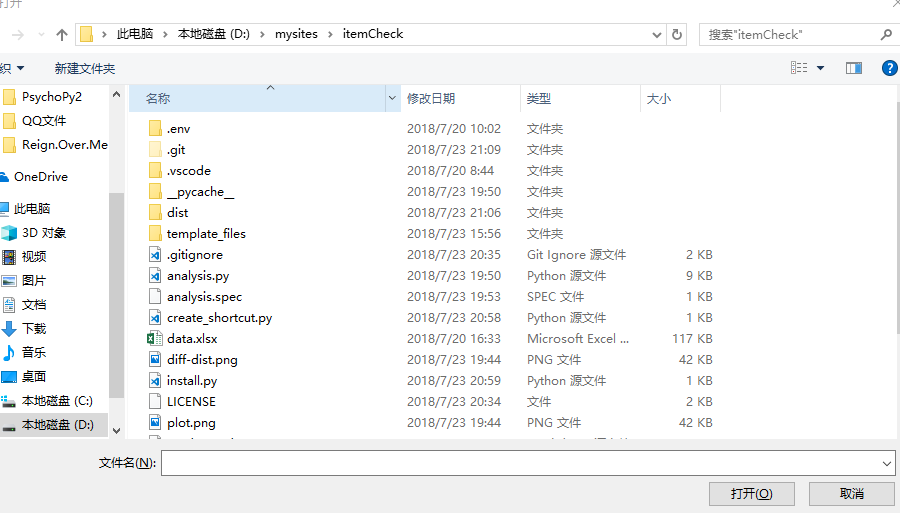 打开
此电脑 > 本地磁盘 (D:) > mysites > itemCheck
搜索"itemCheck"
织 新建文件夹
PsychoPy2
QQ文件
Reign.Over.Me
OneDrive
此电脑
3D 对象
视频
图片
文档
下载
音乐
桌面
本地磁盘 (C:)
本地磁盘 (D:)
名称 修改日期 类型 大小
.env 2018/7/20 10:02 文件夹
.git 2018/7/23 21:09 文件夹
.vscode 2018/7/20 8:44 文件夹
__pycache__ 2018/7/23 19:50 文件夹
dist 2018/7/23 21:06 文件夹
template_files 2018/7/23 15:56 文件夹
.gitignore 2018/7/23 20:35 Git Ignore 源文件 2 KB
analysis.py 2018/7/23 19:50 Python 源文件 9 KB
analysis.spec 2018/7/23 19:53 SPEC 文件 1 KB
create_shortcut.py 2018/7/23 20:58 Python 源文件 1 KB
data.xlsx 2018/7/20 16:33 Microsoft Excel ... 117 KB
diff-dist.png 2018/7/23 19:44 PNG 文件 42 KB
install.py 2018/7/23 20:59 Python 源文件 1 KB
LICENSE 2018/7/23 20:34 文件 2 KB
plot.png 2018/7/23 19:44 PNG 文件 42 KB
文件名(N):
打开(O) 取消